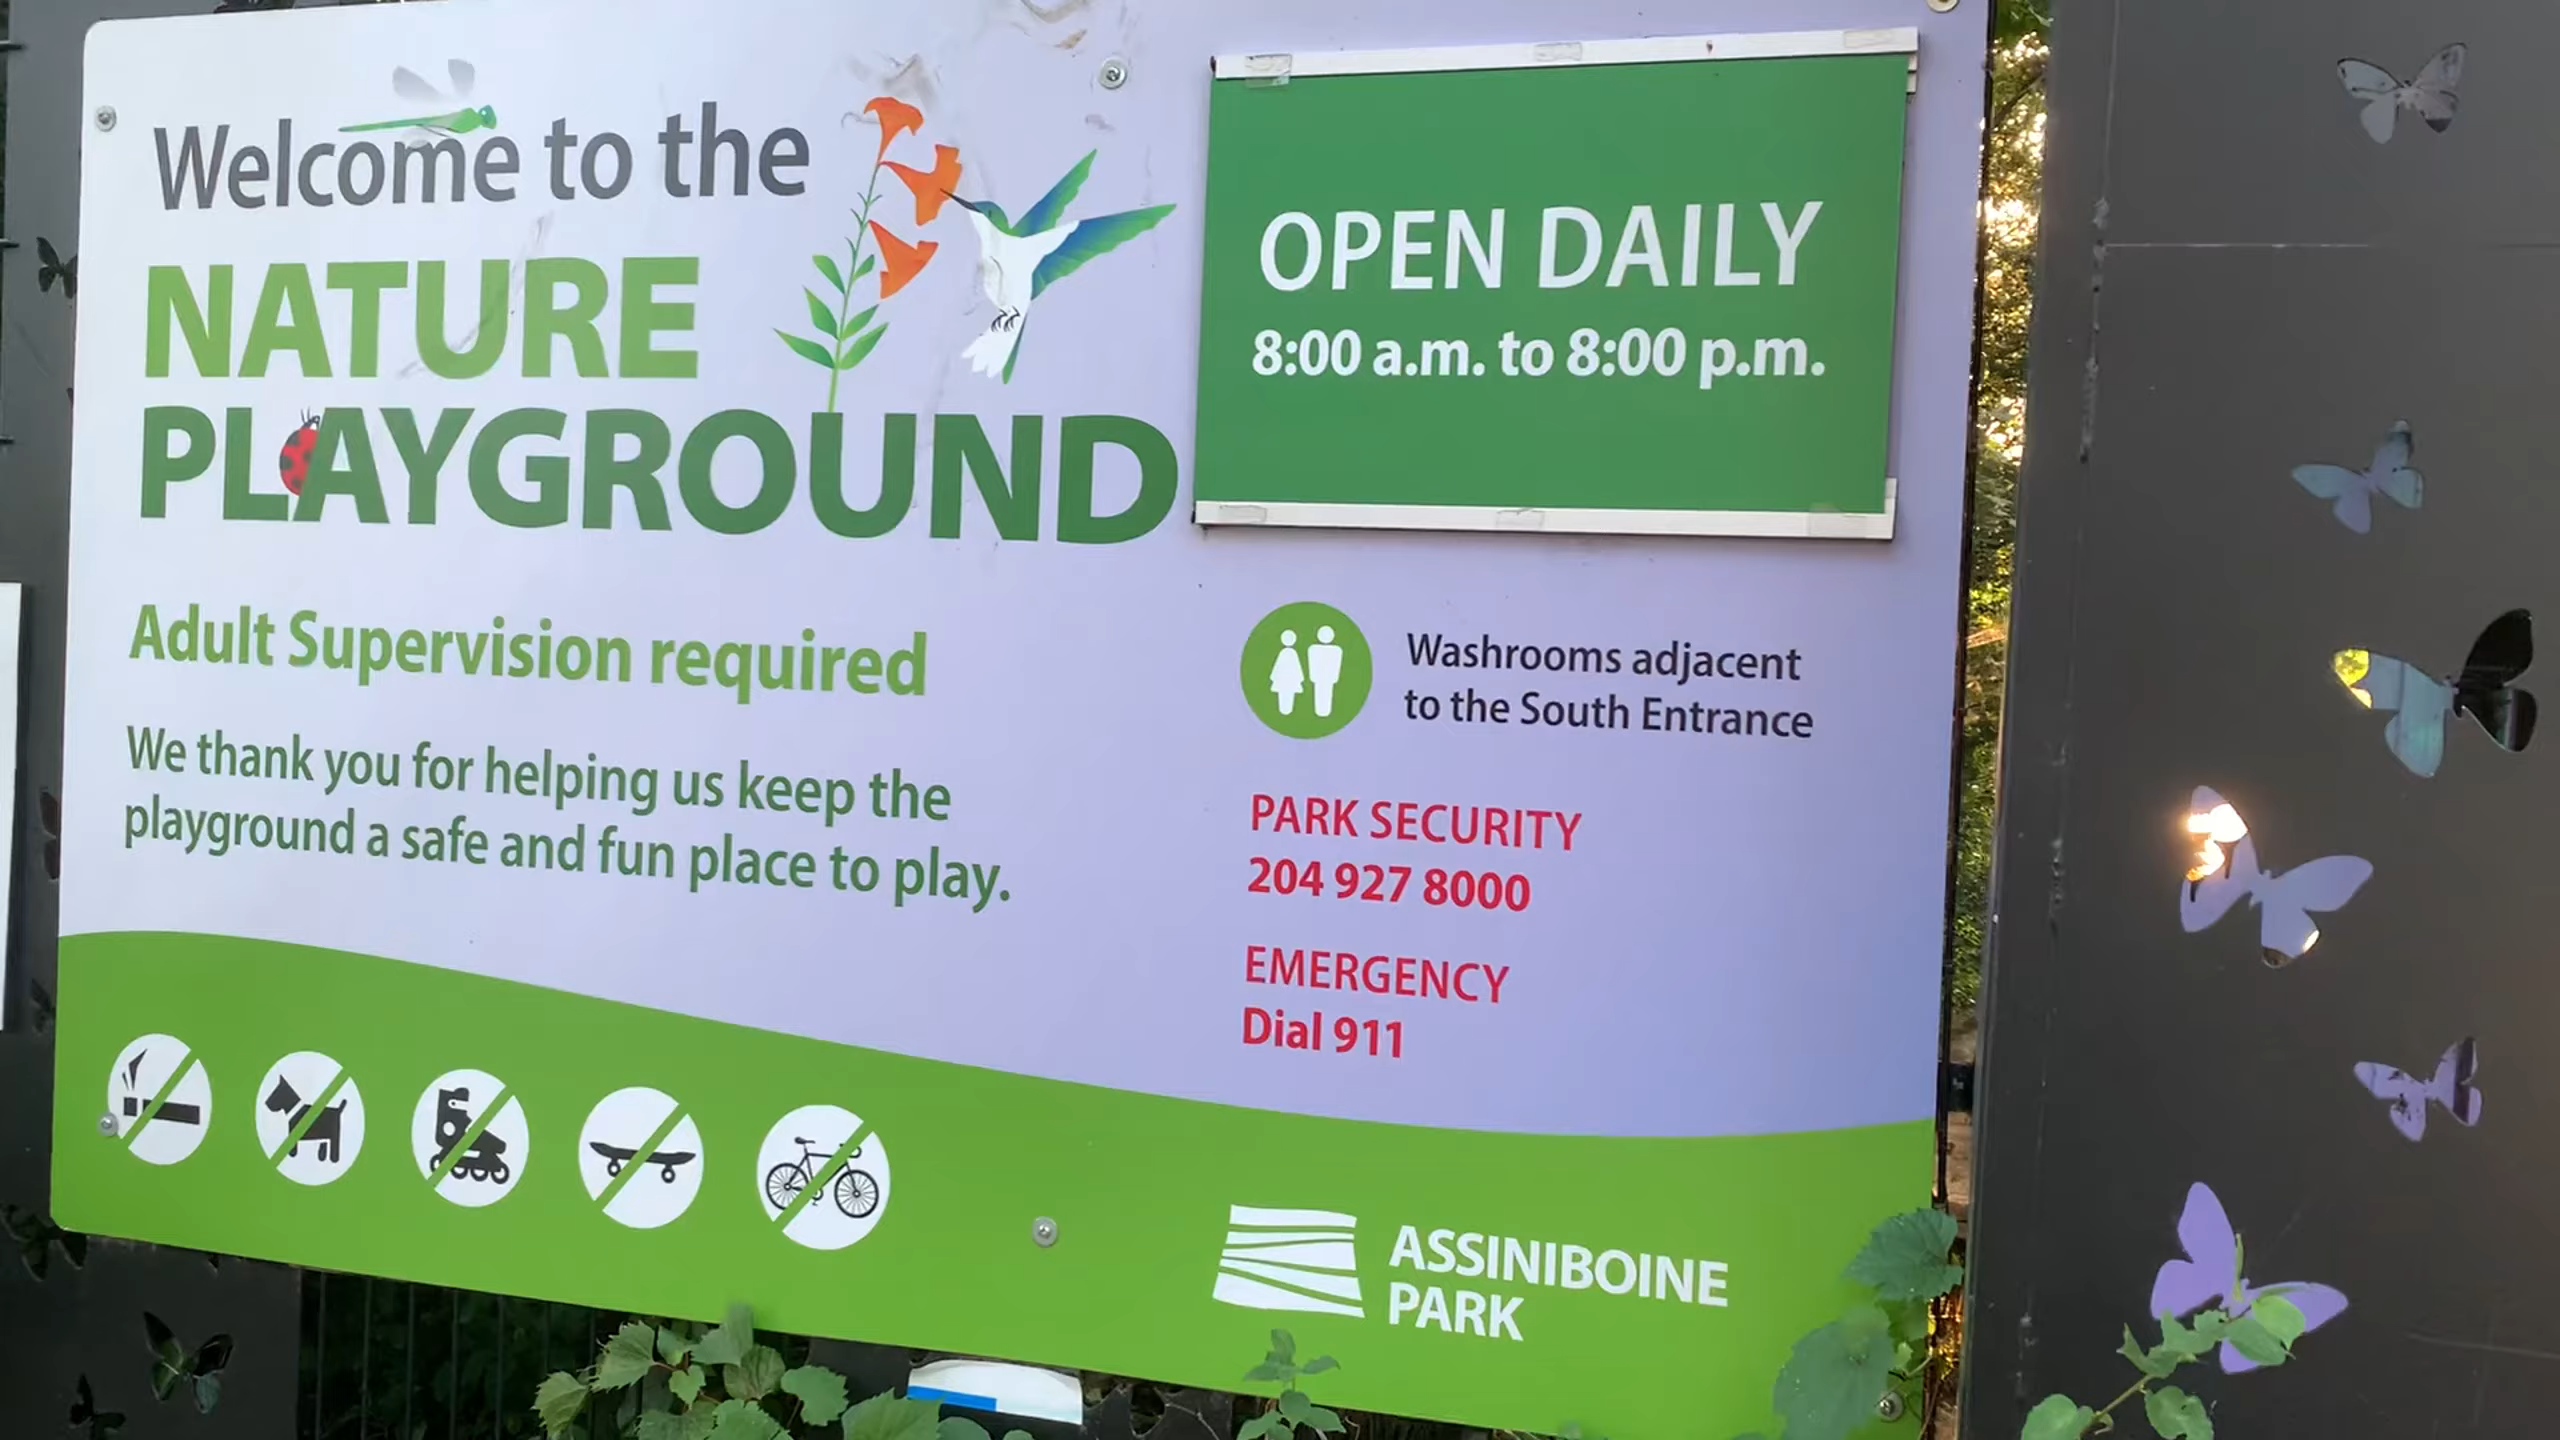 Welcome to the
NATURE
PLAYGROUND
Adult Supervision required
We thank you for helping us keep the
playground a safe and fun place to play.
OPEN DAILY
8:00 a.m. to 8:00 p.m.
Washrooms adjacent
to the South Entrance
PARK SECURITY
204 927 8000
EMERGENCY
Dial 911
ASSINIBOINE
PARK